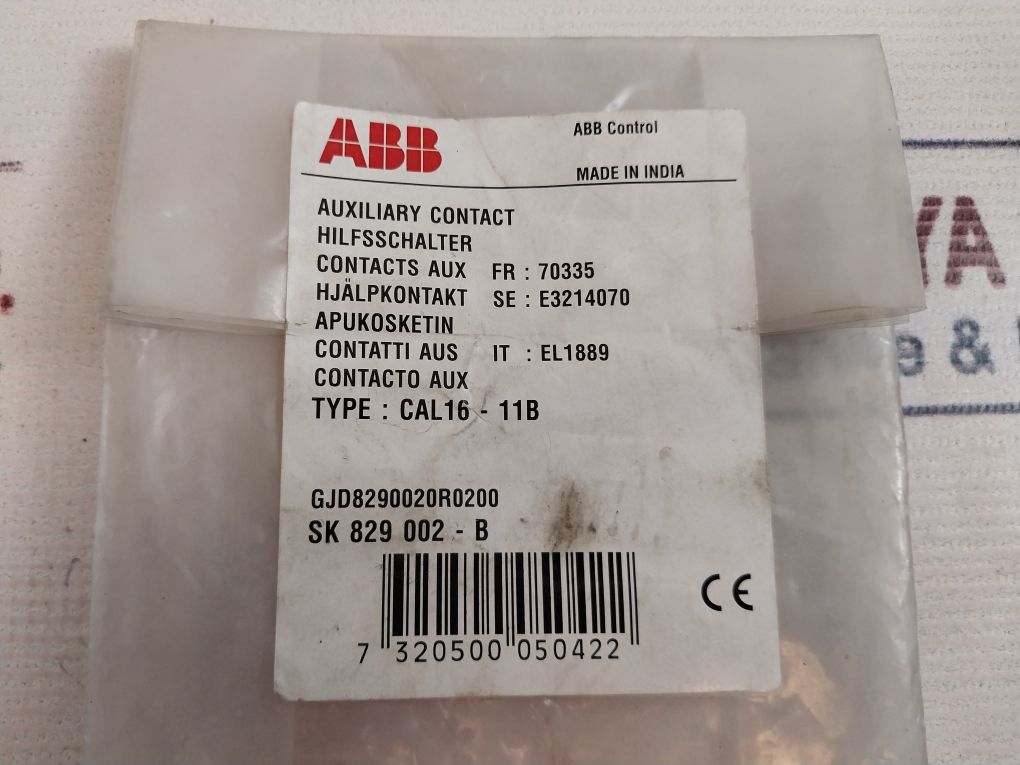 ABB
ABB Control
MADE IN INDIA
AUXILIARY CONTACT
HILFSSCHALTER
CONTACTS AUX FR : 70335
HJÄLPKONTAKT SE : E3214070
APUKOSKETIN
CONTATTI AUS IT : EL1889
CONTACTO AUX
TYPE : CAL16 - 11B
GJD8290020R0200
SK 829 002 - B
7 320500 050422
CE
&